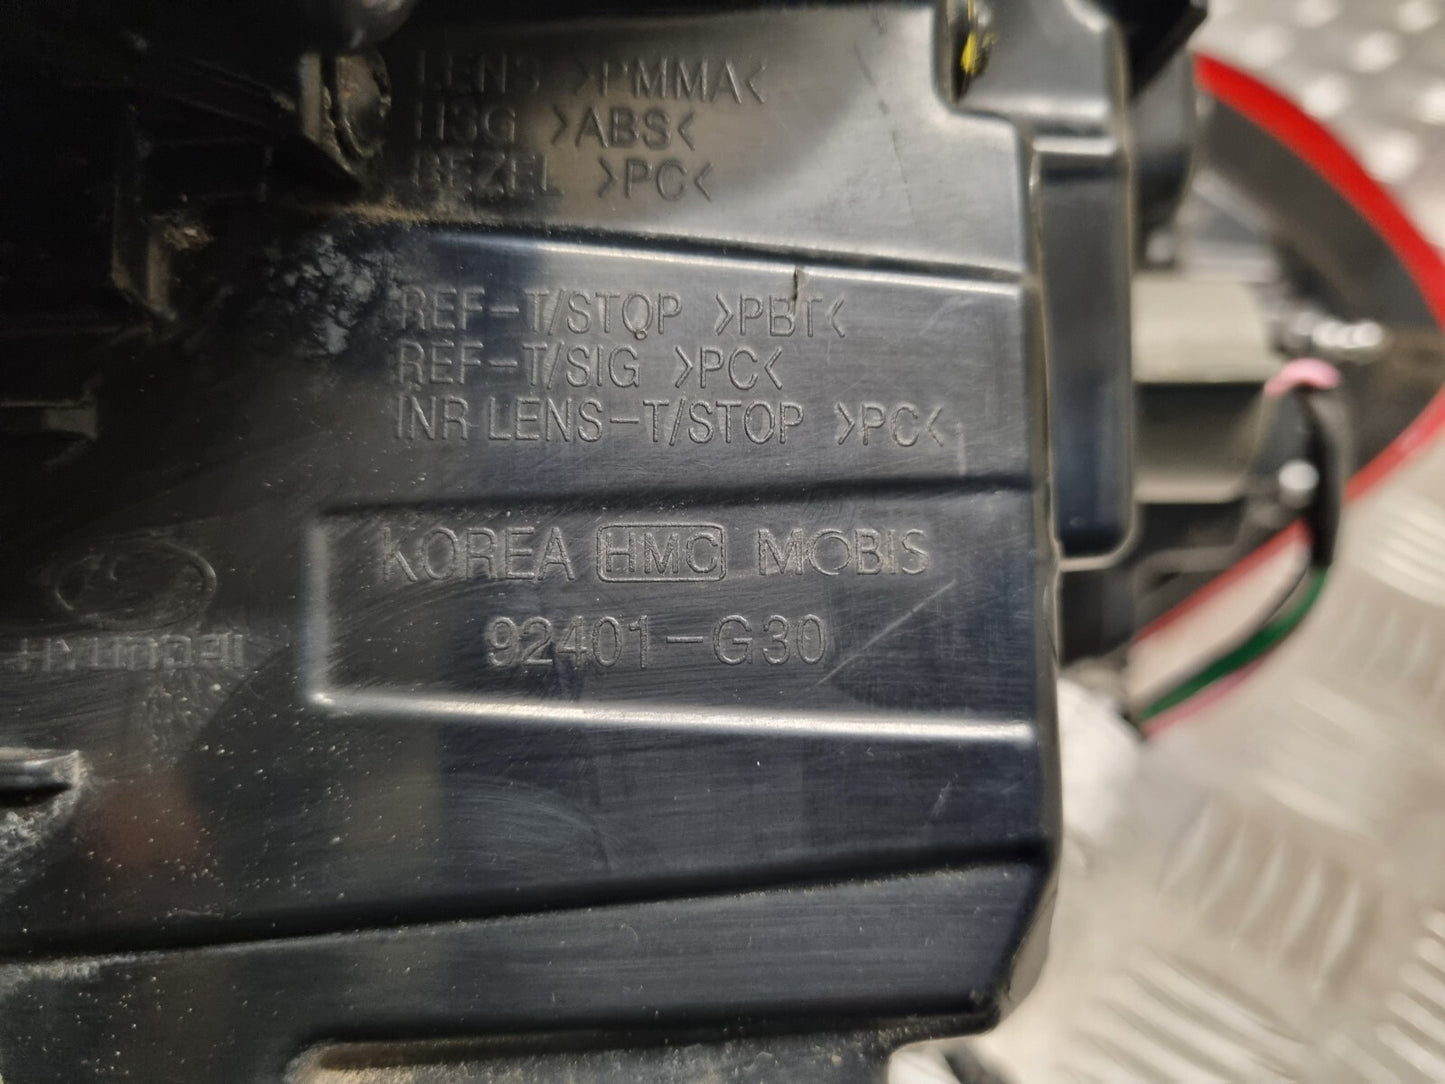 LENS >PMMA<
HSG >ABS<
BEZEL >PC<
REF-T/STOP >PBT<
REF-T/SIG >PC<
INR LENS-T/STOP >PC<
KOREA HMC MOBIS
92401-G30
HYUNDAI